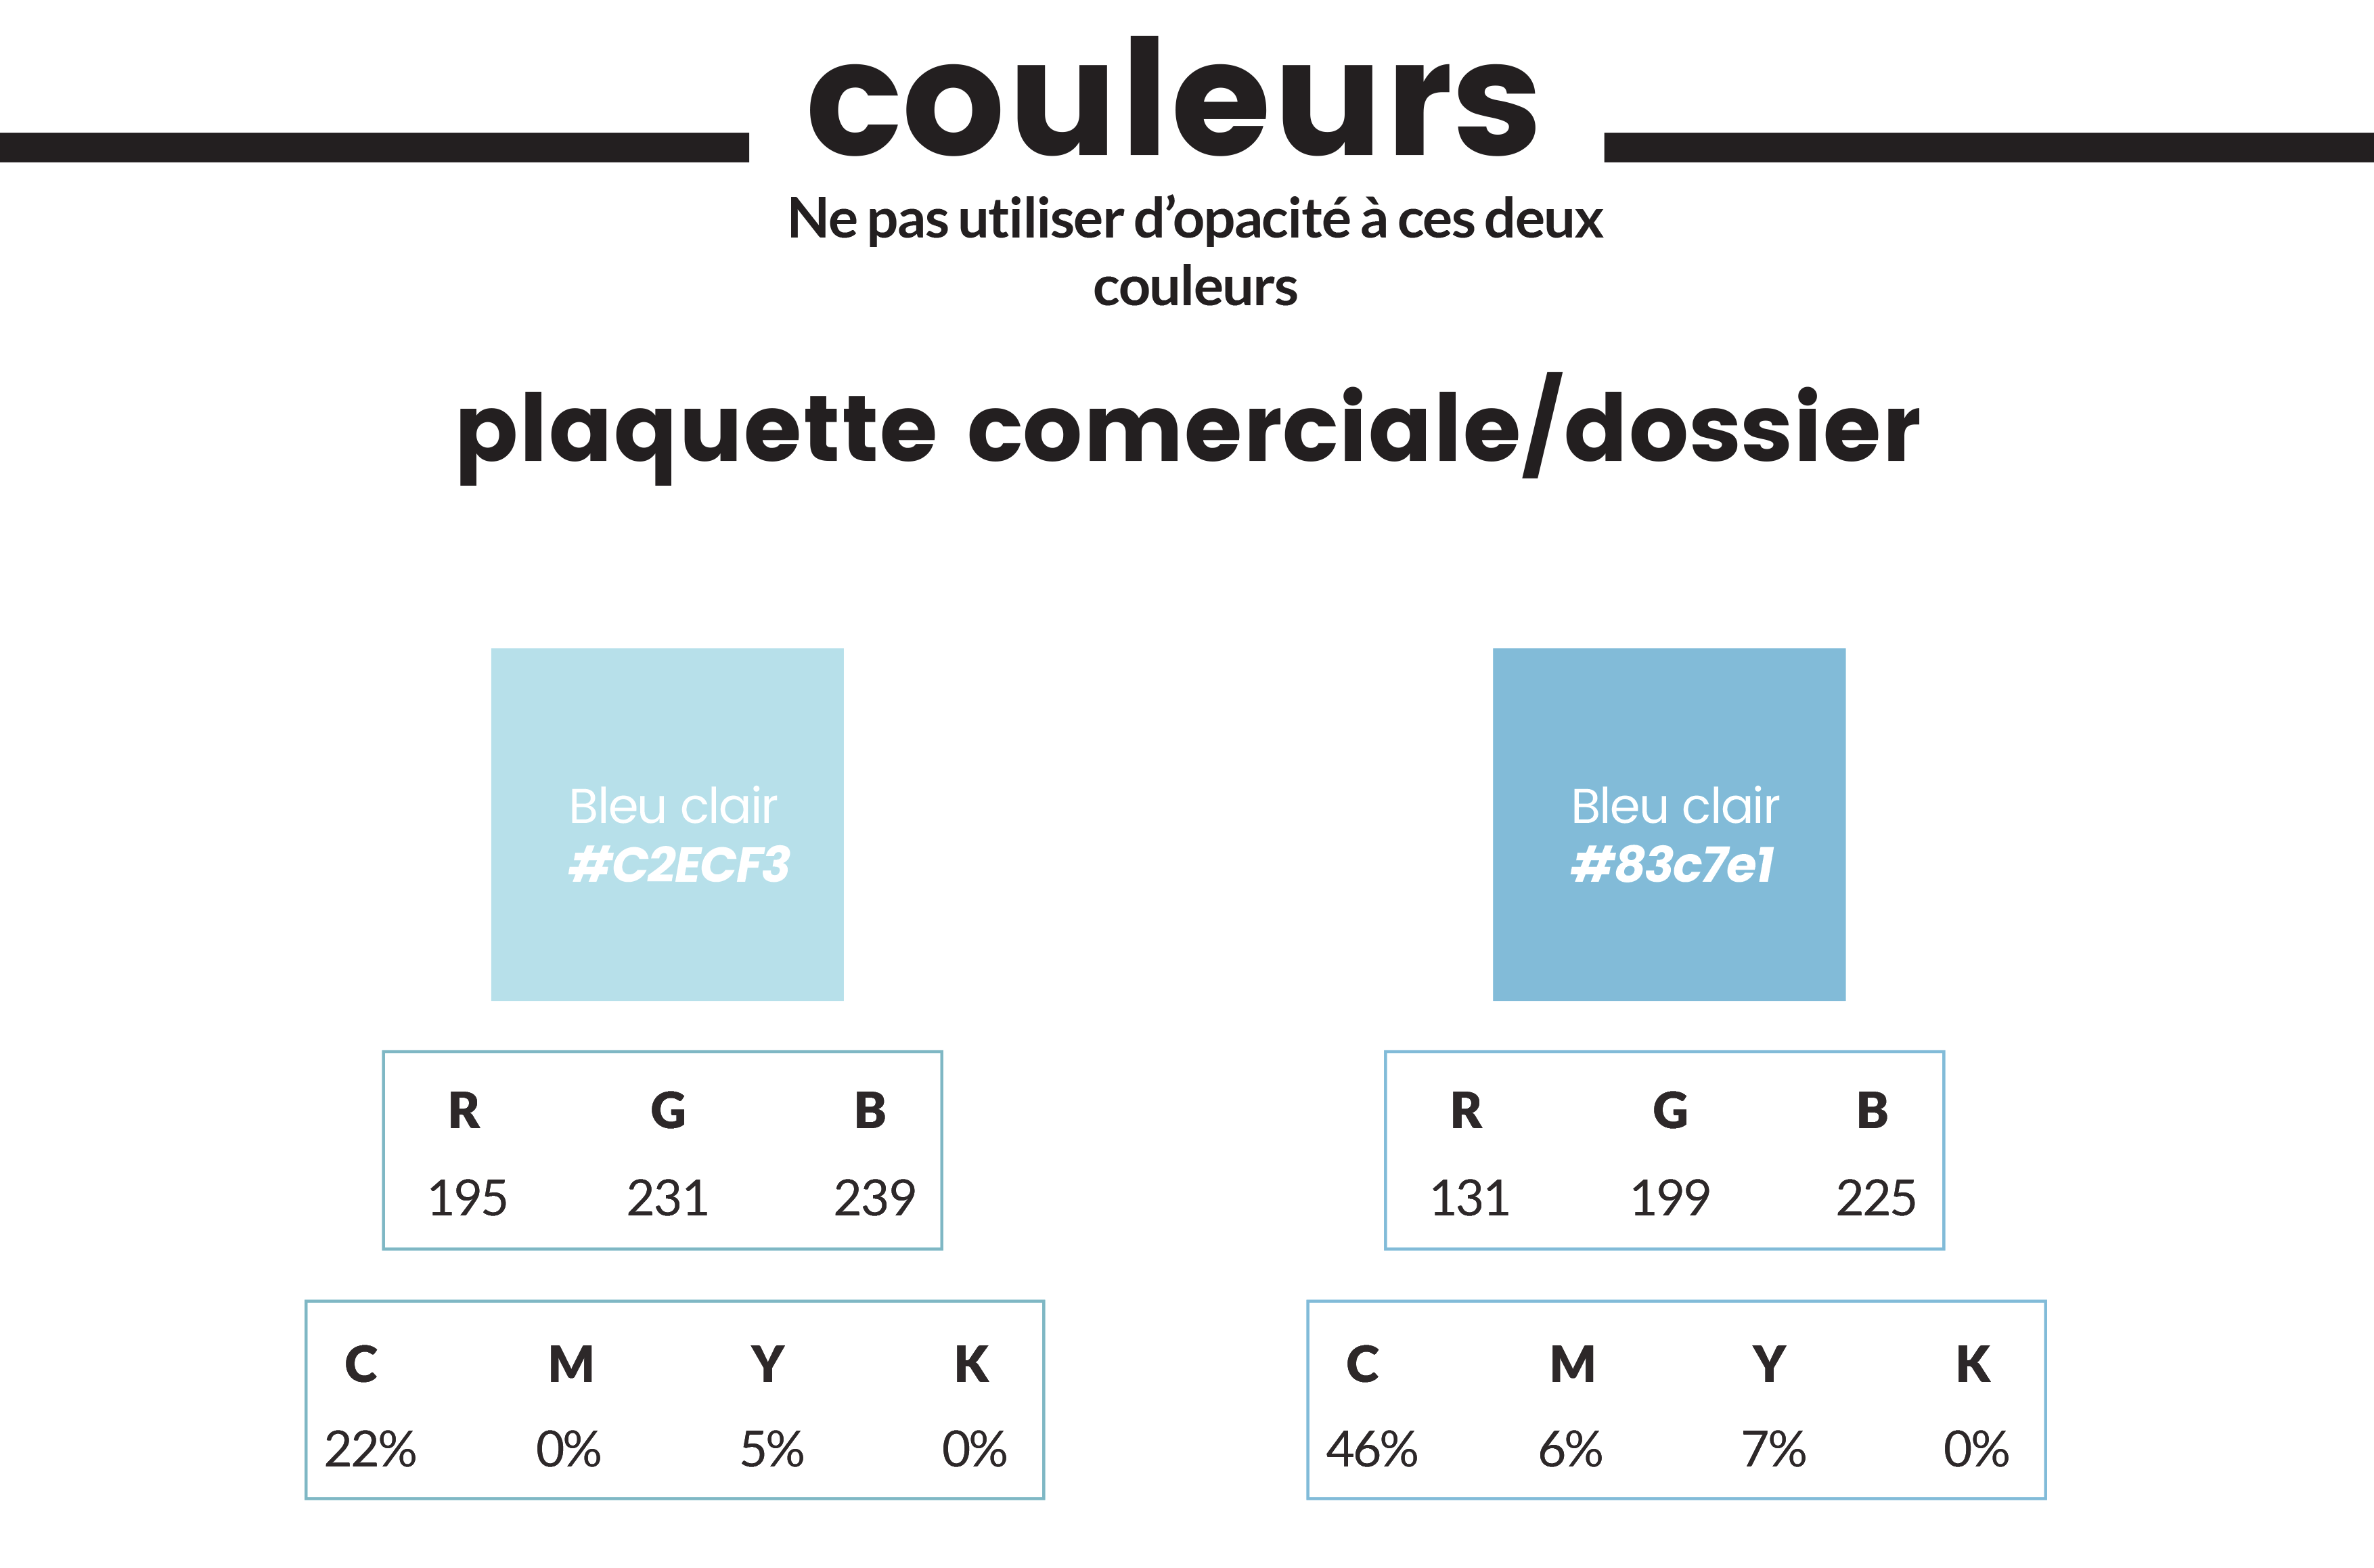 couleurs
Ne pas utiliser d’opacité à ces deux
couleurs
plaquette comerciale/dossier
Bleu clair
#C2ECF3
Bleu clair
#83c7e1
R G B
195 231 239
R G B
131 199 225
C M Y K
22% 0% 5% 0%
C M Y K
46% 6% 7% 0%